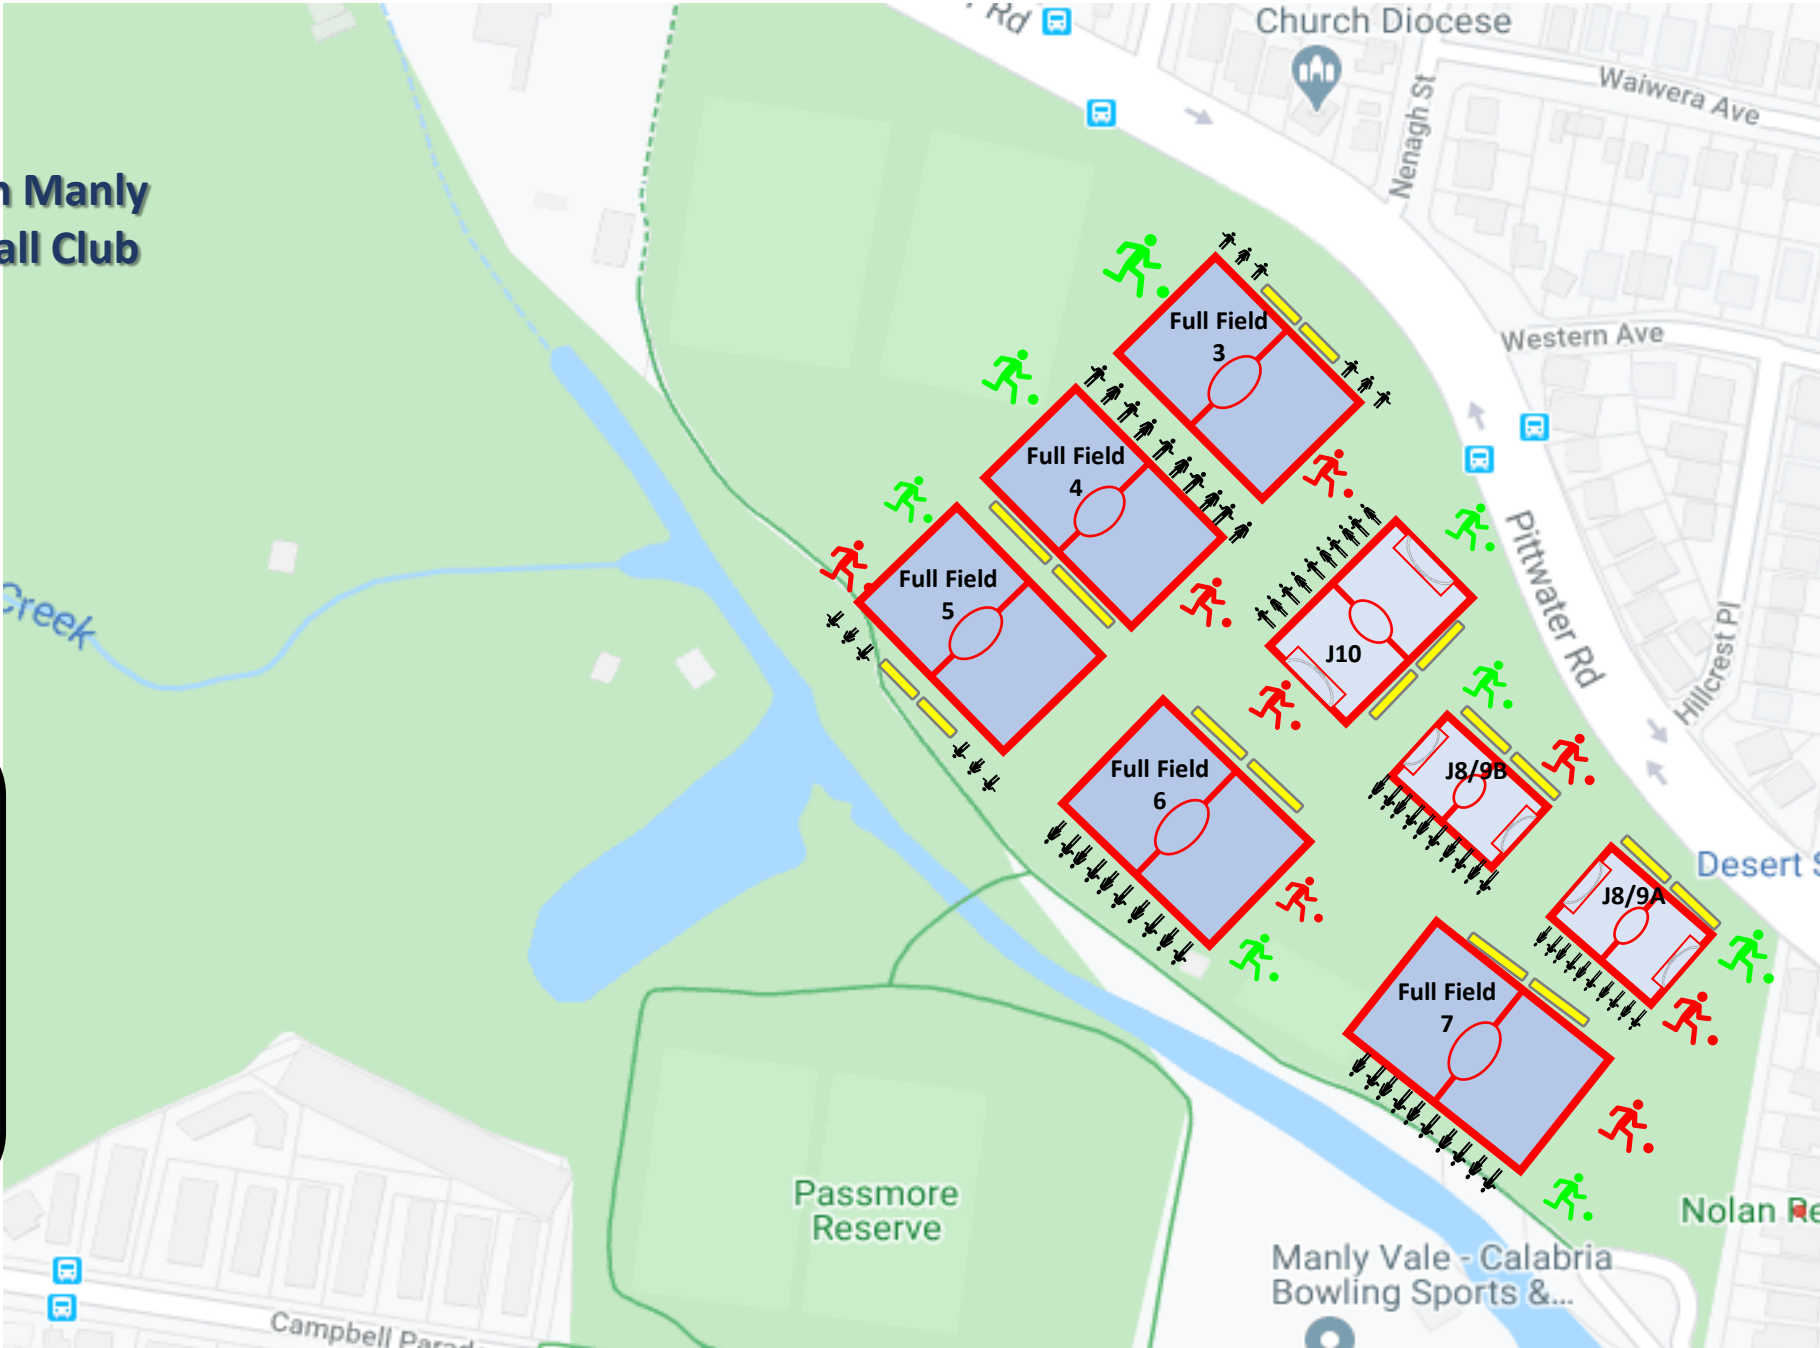 Rd
Church Diocese
Waiwera Ave
Nenagh St
Manly
all Club
Western Ave
Full Field
3
Full Field
4
Full Field
5
Pittwater Rd
Hillcrest Pl
Creek
J10
Full Field
6
J8/9B
Desert
J8/9A
Full Field
7
Passmore
Reserve
Nolan Re
Manly Vale - Calabria
Bowling Sports &...
Campbell Parad